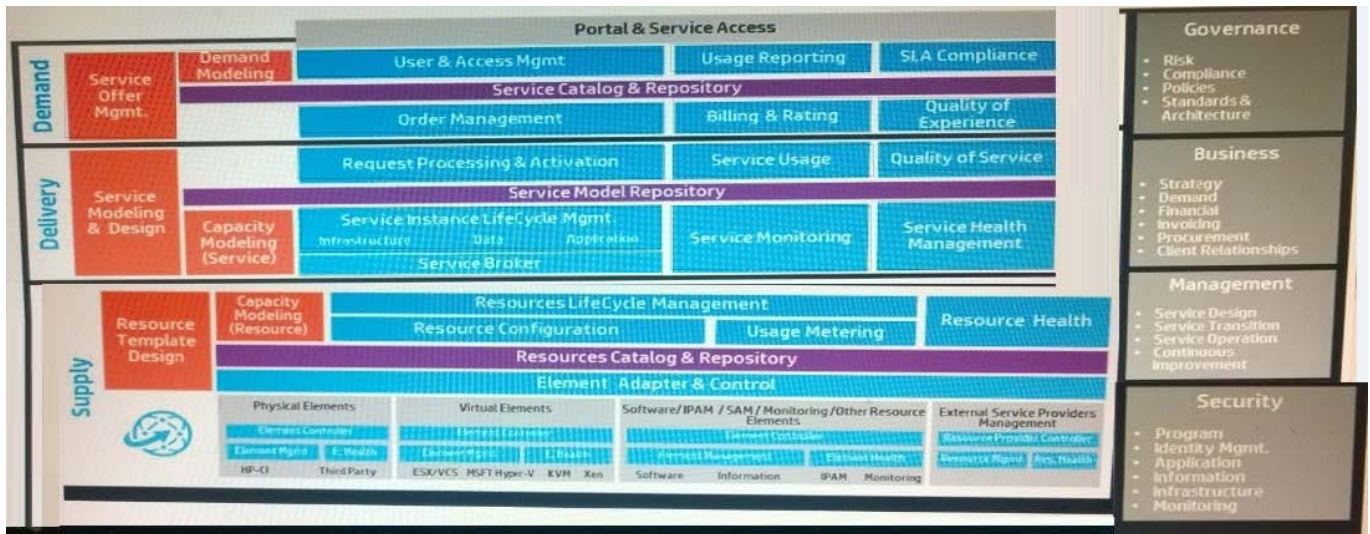 Portal & Service Access
Demand
Service
Offer
Mgmt.
Demand
Modeling
User & Access Mgmt
Usage Reporting
SLA Compliance
Service Catalog & Repository
Order Management
Billing & Rating
Quality of
Experience
Delivery
Service
Modeling
& Design
Request Processing & Activation
Service Usage
Quality of Service
Service Model Repository
Capacity
Modeling
(Service)
Service Instance LifeCycle Mgmt.
Infrastructure
Data
Application
Service Broker
Service Monitoring
Service Health
Management
Supply
Resource
Template
Design
Capacity
Modeling
(Resource)
Resources LifeCycle Management
Resource Configuration
Usage Metering
Resource Health
Resources Catalog & Repository
Element Adapter & Control
Physical Elements
Element Controller
Element Mgmd
E. Health
HP-CI
Third Party
Virtual Elements
Element Controller
Element Mgmd
E. Health
ESX/VCS MSFT Hyper-V KVM Xen
Software/IPAM / SAM / Monitoring /Other Resource
Elements
Element Controller
Element Management
Element Health
Software
Information
IPAM
Monitoring
External Service Providers
Management
Resource Provider Controller
Resource Mgmd
Res. Health
Governance
• Risk
• Compliance
• Policies
• Standards &
Architecture
Business
• Strategy
• Demand
• Financial
• Invoicing
• Procurement
• Client Relationships
Management
• Service Design
• Service Transition
• Service Operation
• Continuous
Improvement
Security
• Program
• Identity Mgmt.
• Application
• Information
• Infrastructure
• Monitoring